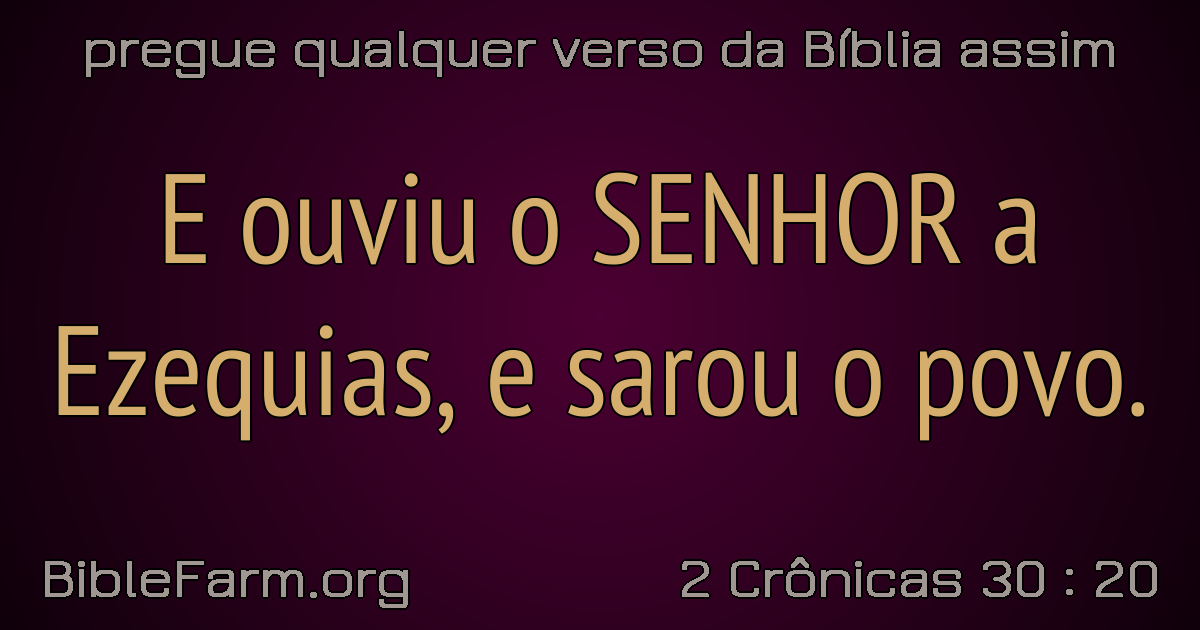 pregue qualquer verso da Bíblia assim
E ouviu o SENHOR a
Ezequias, e sarou o povo.
BibleFarm.org
2 Crônicas 30 : 20